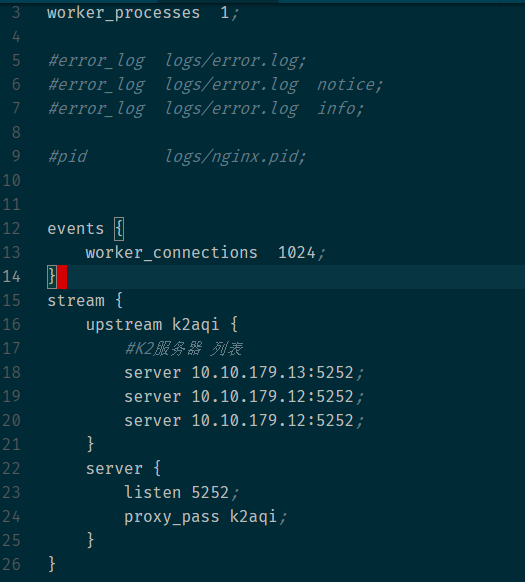 3 worker_processes  1;
4
5 #error_log  logs/error.log;
6 #error_log  logs/error.log  notice;
7 #error_log  logs/error.log  info;
8
9 #pid        logs/nginx.pid;
10
11
12 events {
13     worker_connections  1024;
14 }
15 stream {
16     upstream k2aqi {
17         #K2服务器 列表
18         server 10.10.179.13:5252;
19         server 10.10.179.12:5252;
20         server 10.10.179.12:5252;
21     }
22     server {
23         listen 5252;
24         proxy_pass k2aqi;
25     }
26 }